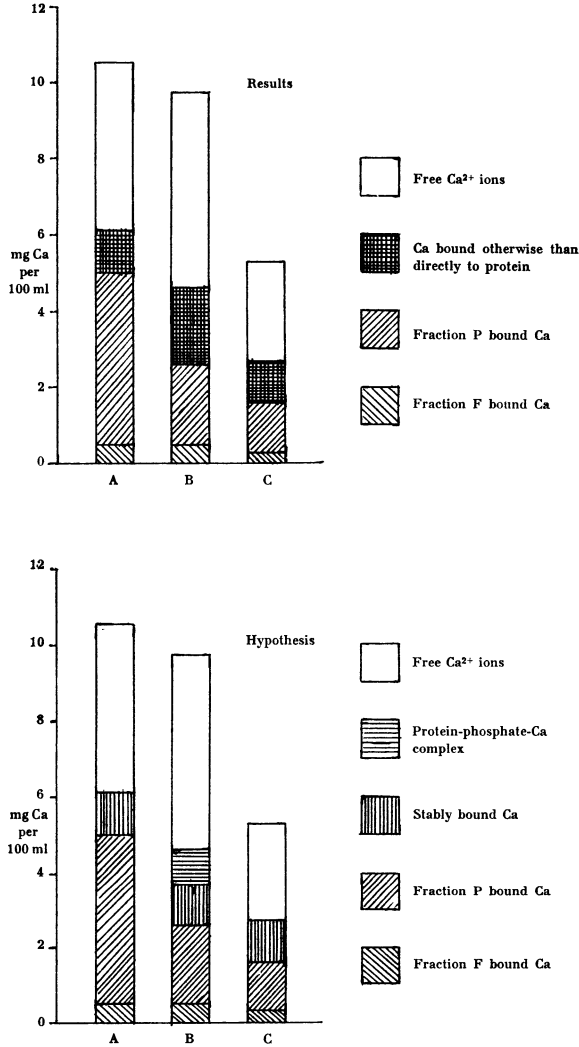 12
10
8
6
mg Ca
per
100 ml
4
2
0
A
B
C
Results
Free Ca²⁺ ions
Ca bound otherwise than
directly to protein
Fraction P bound Ca
Fraction F bound Ca
12
10
8
6
mg Ca
per
100 ml
4
2
0
A
B
C
Hypothesis
Free Ca²⁺ ions
Protein-phosphate-Ca
complex
Stably bound Ca
Fraction P bound Ca
Fraction F bound Ca